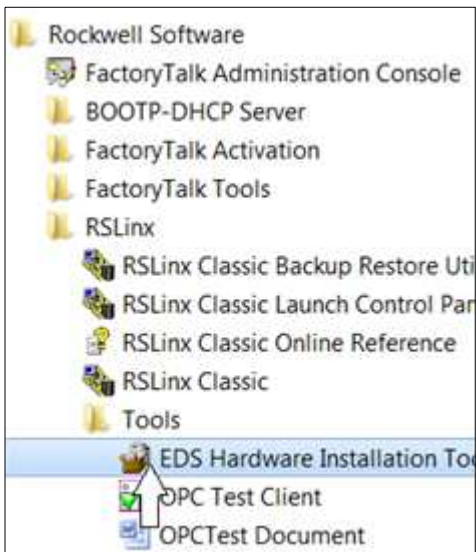 Rockwell Software
FactoryTalk Administration Console
BOOTP-DHCP Server
FactoryTalk Activation
FactoryTalk Tools
RSLinx
RSLinx Classic Backup Restore Uti
RSLinx Classic Launch Control Pan
RSLinx Classic Online Reference
RSLinx Classic
Tools
EDS Hardware Installation Too
OPC Test Client
OPCTest Document